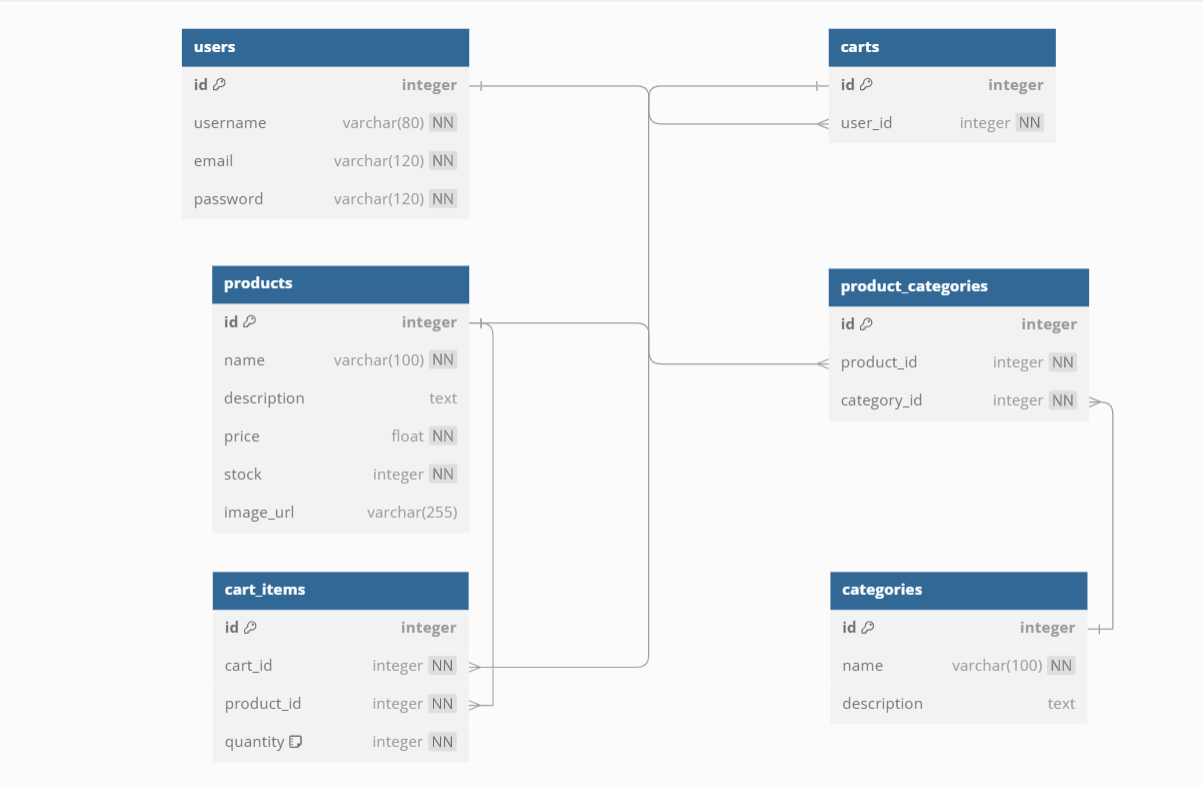 users
id integer
username varchar(80) NN
email varchar(120) NN
password varchar(120) NN
carts
id integer
user_id integer NN
products
id integer
name varchar(100) NN
description text
price float NN
stock integer NN
image_url varchar(255)
product_categories
id integer
product_id integer NN
category_id integer NN
cart_items
id integer
cart_id integer NN
product_id integer NN
quantity integer NN
categories
id integer
name varchar(100) NN
description text